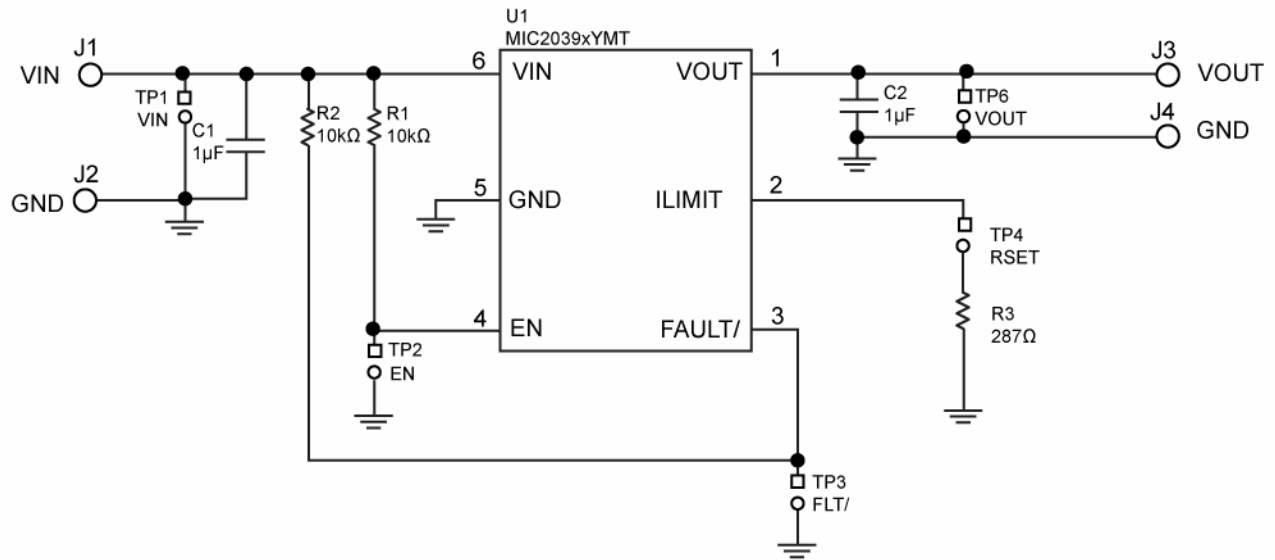 U1
MIC2039xYMT
J1
VIN
6
VIN
VOUT
1
J3
VOUT
TP1
VIN
C1
1µF
R2
10kΩ
R1
10kΩ
C2
1µF
TP6
VOUT
J4
GND
J2
GND
5
GND
ILIMIT
2
TP4
RSET
R3
287Ω
4
EN
FAULT/
3
TP2
EN
TP3
FLT/